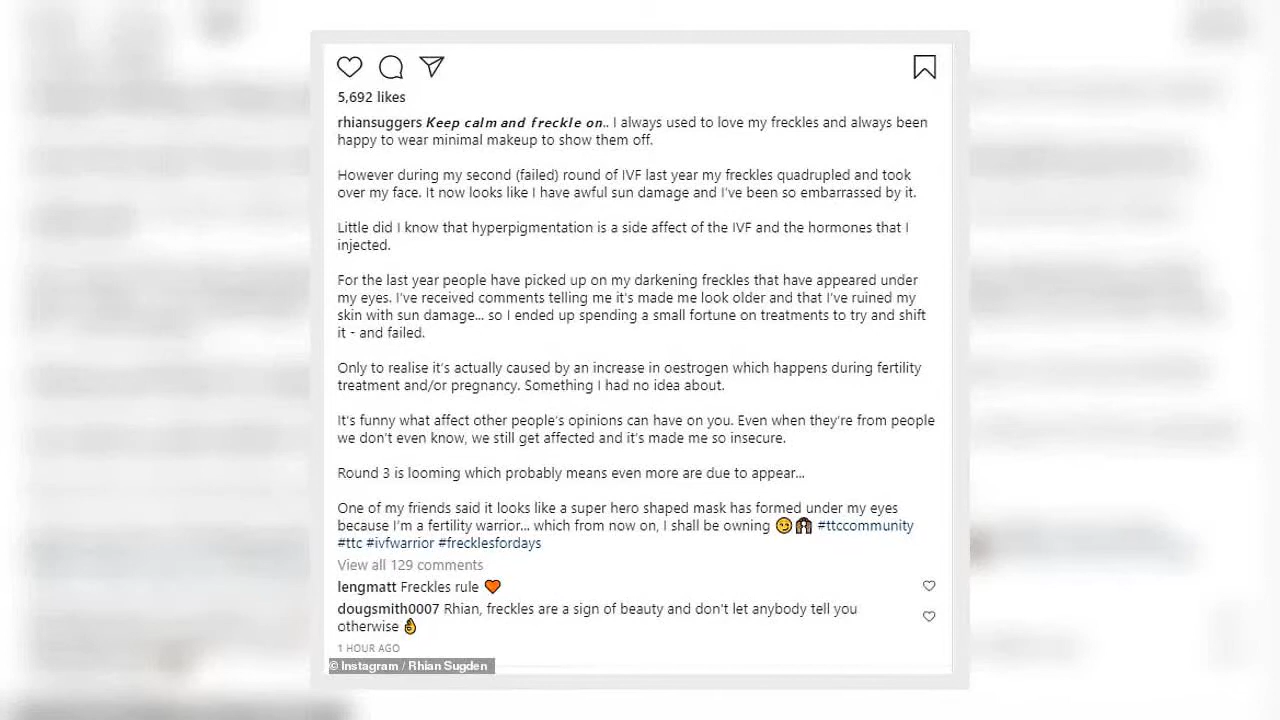 5,692 likes
rhiansuggers Keep calm and freckle on.. I always used to love my freckles and always been
happy to wear minimal makeup to show them off.
However during my second (failed) round of IVF last year my freckles quadrupled and took
over my face. It now looks like I have awful sun damage and I've been so embarrassed by it.
Little did I know that hyperpigmentation is a side affect of the IVF and the hormones that I
injected.
For the last year people have picked up on my darkening freckles that have appeared under
my eyes. I've received comments telling me it's made me look older and that I've ruined my
skin with sun damage... so I ended up spending a small fortune on treatments to try and shift
it - and failed.
Only to realise it's actually caused by an increase in oestrogen which happens during fertility
treatment and/or pregnancy. Something I had no idea about.
It's funny what affect other people's opinions can have on you. Even when they're from people
we don't even know, we still get affected and it's made me so insecure.
Round 3 is looming which probably means even more are due to appear...
One of my friends said it looks like a super hero shaped mask has formed under my eyes
because I'm a fertility warrior... which from now on, I shall be owning 😉 #ttccommunity
#ttc #ivfwarrior #frecklesfordays
View all 129 comments
lengmatt Freckles rule 🧡
dougsmith0007 Rhian, freckles are a sign of beauty and don't let anybody tell you
otherwise 👌
1 HOUR AGO
© Instagram / Rhian Sugden